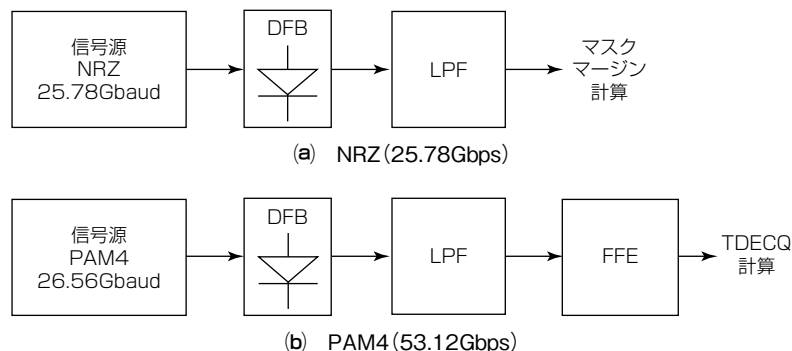 信号源
NRZ
25.78Gbaud
DFB
LPF
マスク
マージン
計算
(a) NRZ(25.78Gbps)
信号源
PAM4
26.56Gbaud
DFB
LPF
FFE
TDECQ
計算
(b) PAM4(53.12Gbps)